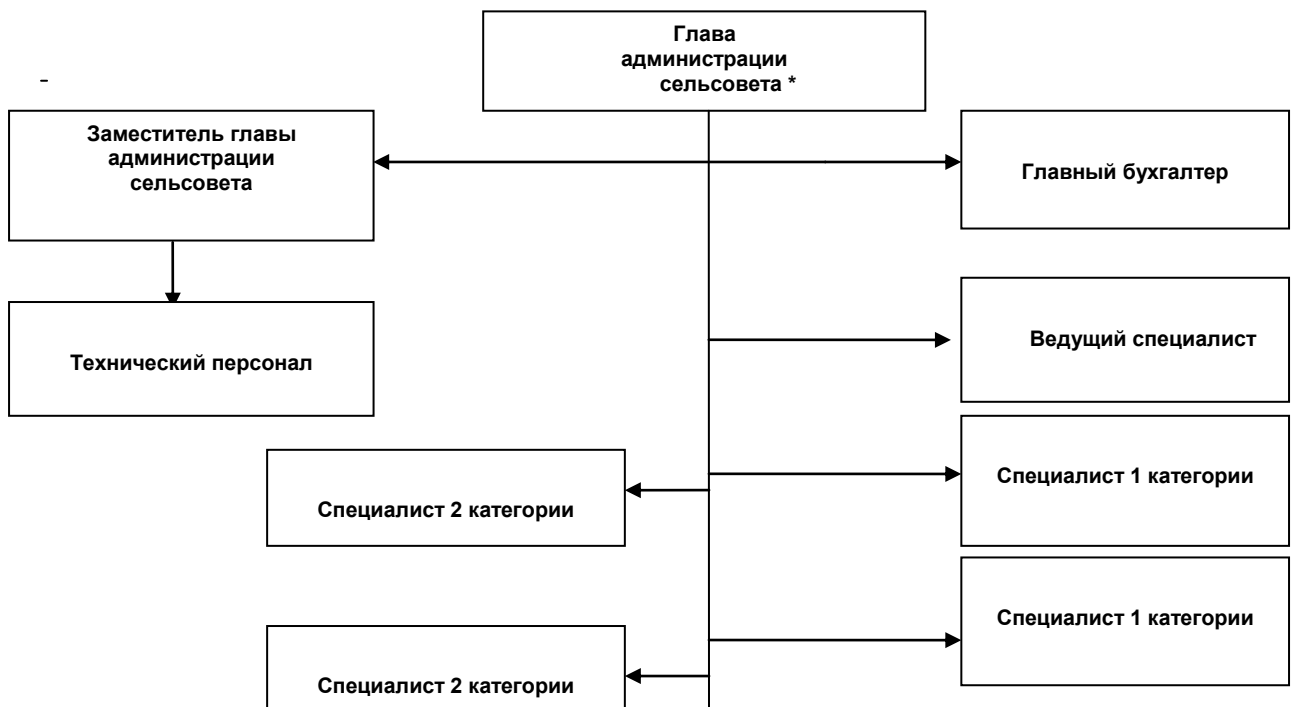 Глава
администрации
сельсовета *
-
Заместитель главы
администрации
сельсовета
Главный бухгалтер
Технический персонал
Ведущий специалист
Специалист 2 категории
Специалист 1 категории
Специалист 2 категории
Специалист 1 категории